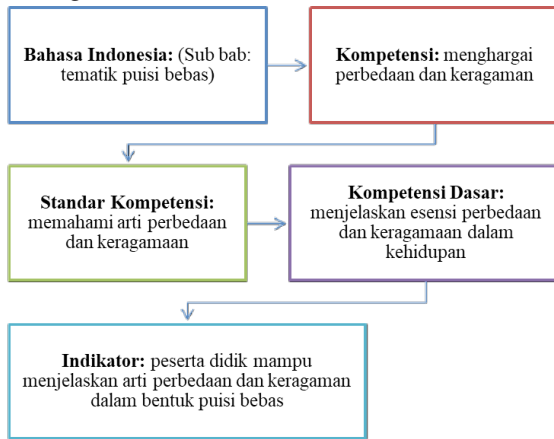 Bahasa Indonesia: (Sub bab:
tematik puisi bebas)
Kompetensi: menghargai
perbedaan dan keragaman
Standar Kompetensi:
memahami arti perbedaan
dan keragamaan
Kompetensi Dasar:
menjelaskan esensi perbedaan
dan keragamaan dalam
kehidupan
Indikator: peserta didik mampu
menjelaskan arti perbedaan dan keragaman
dalam bentuk puisi bebas